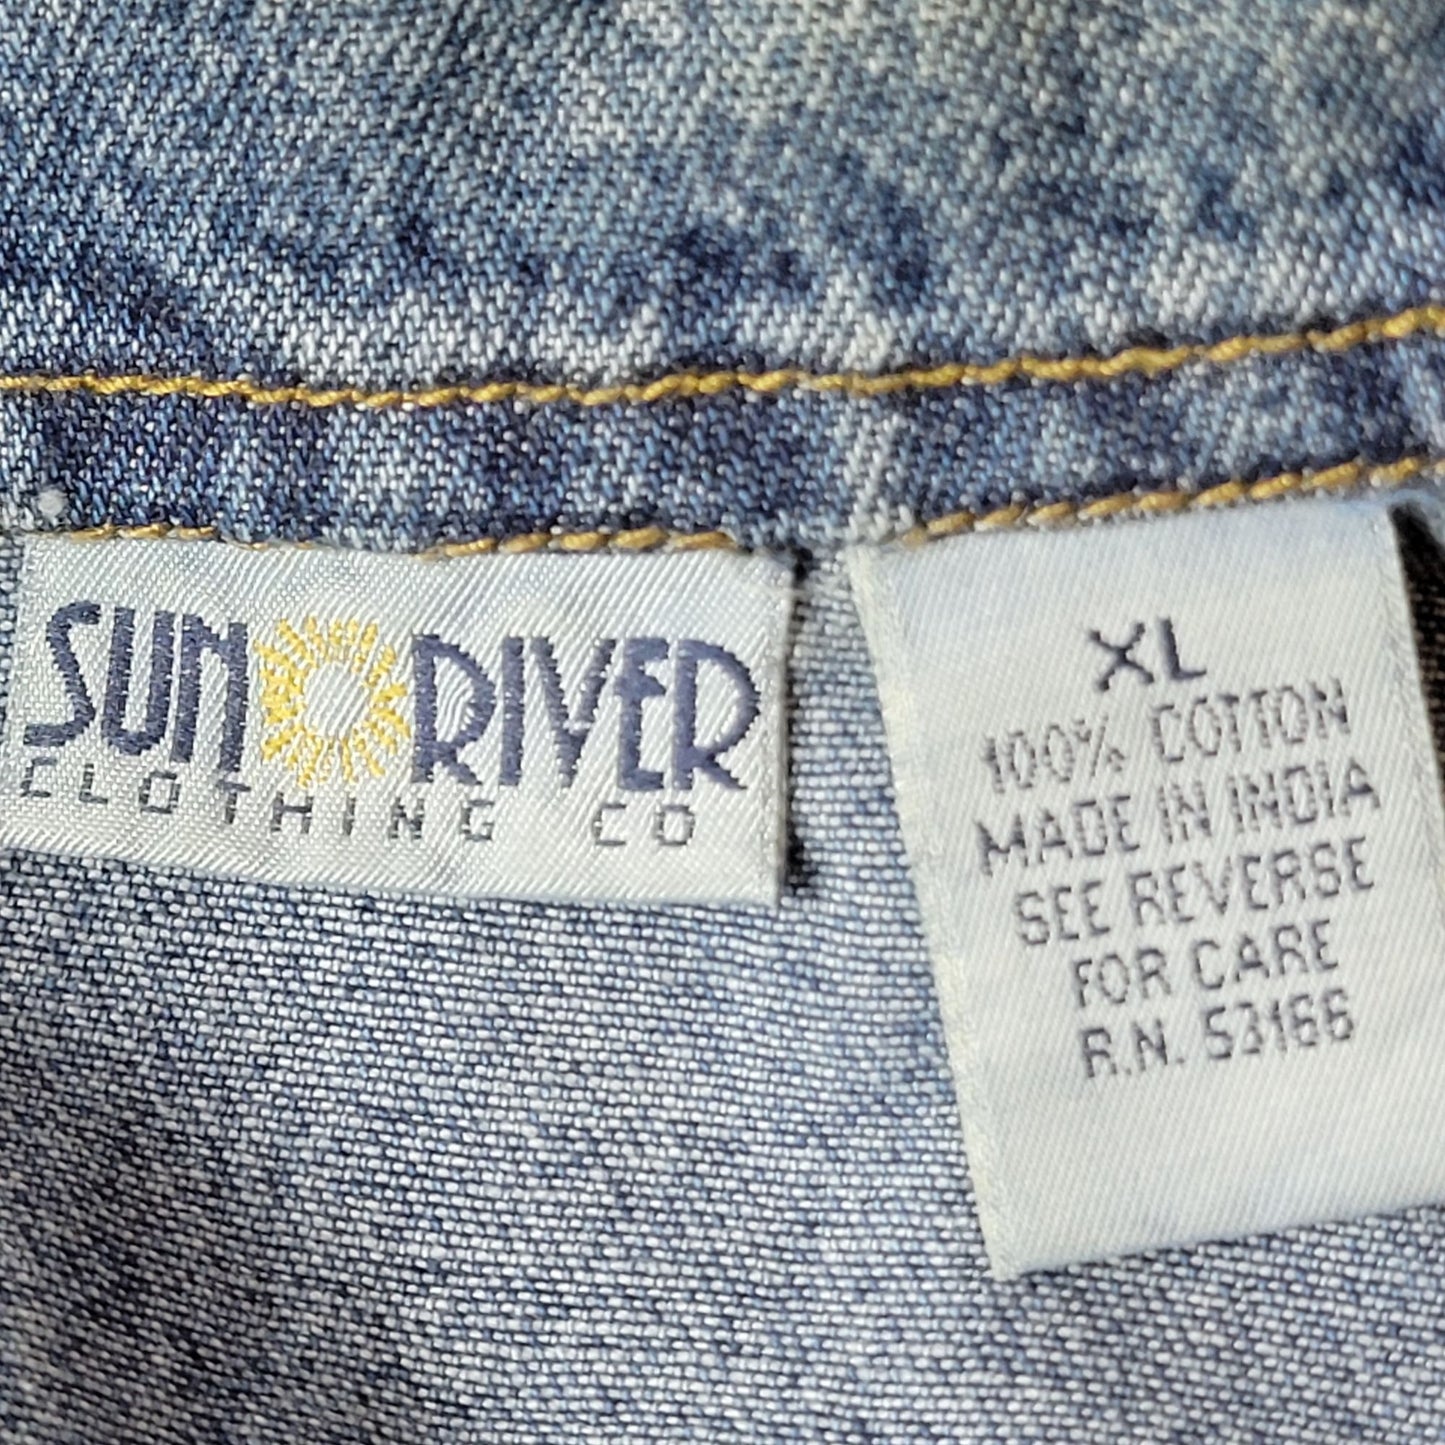 SUN RIVER
CLOTHING CO
XL
100% COTTON
MADE IN INDIA
SEE REVERSE
FOR CARE
R.N. 53166